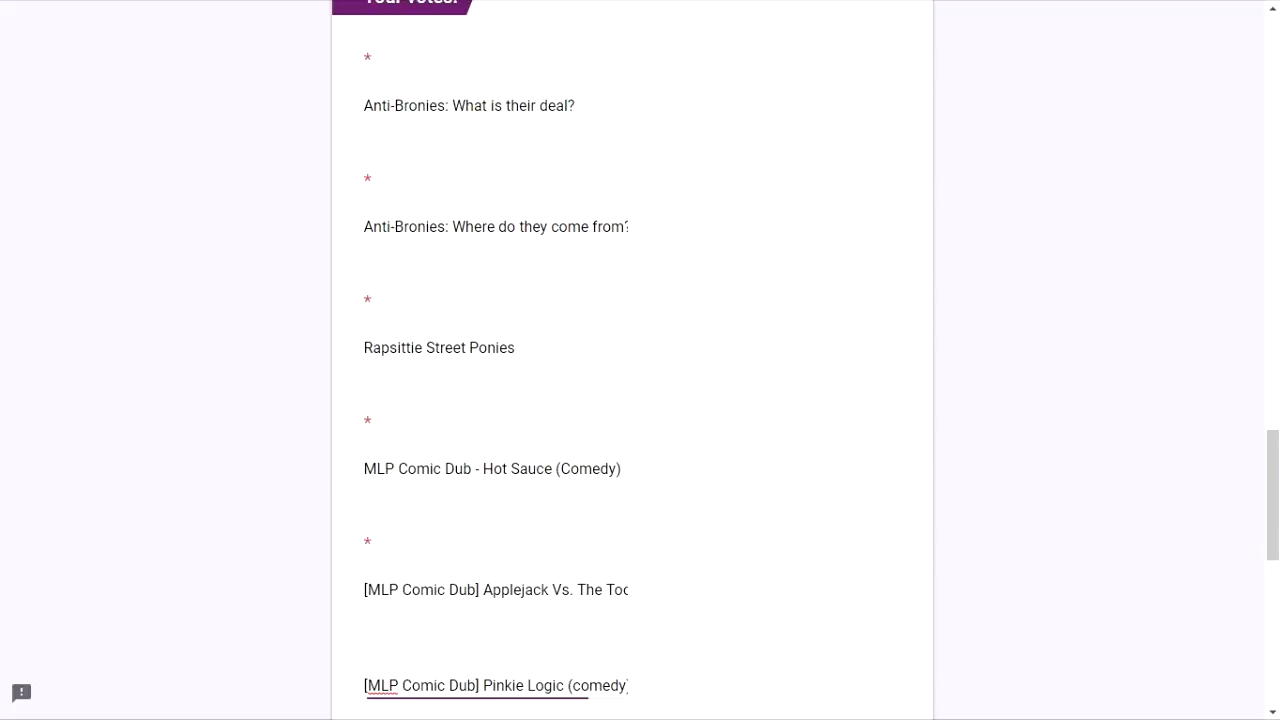 Your votes!
*
Anti-Bronies: What is their deal?
*
Anti-Bronies: Where do they come from?
*
Rapsittie Street Ponies
*
MLP Comic Dub - Hot Sauce (Comedy)
*
[MLP Comic Dub] Applejack Vs. The
[MLP Comic Dub] Pinkie Logic (comedy)